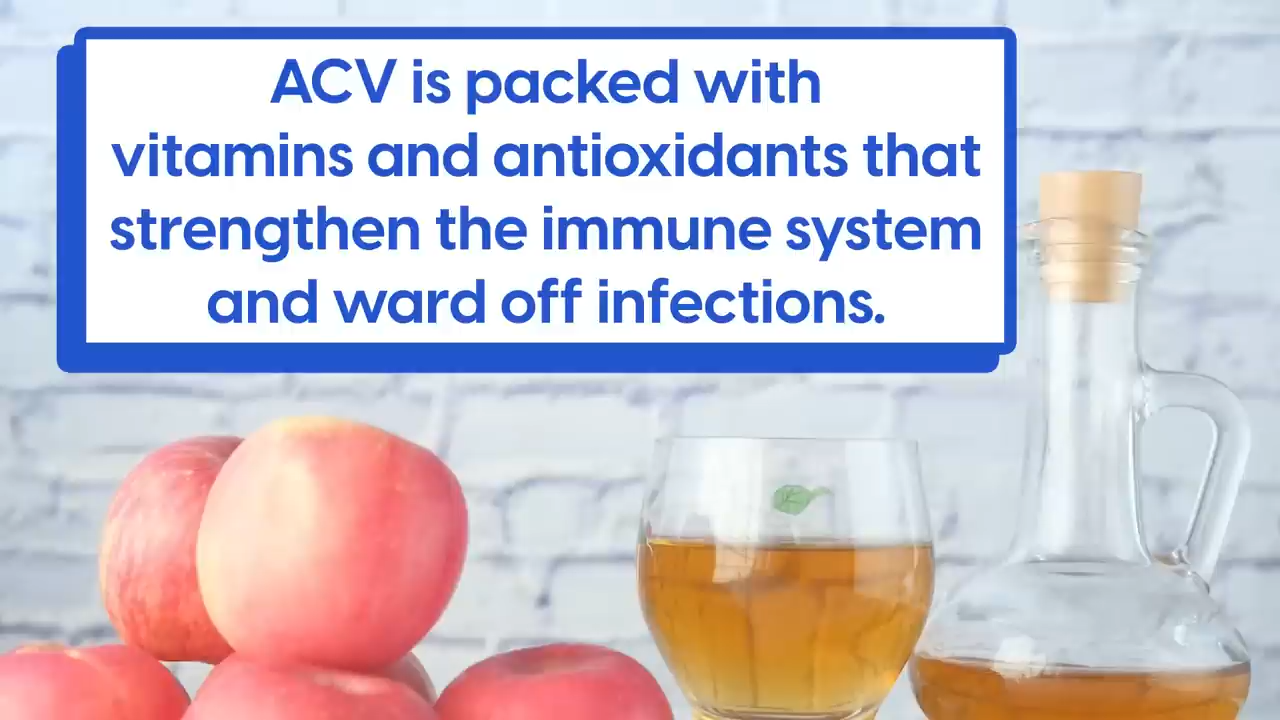 ACV is packed with
vitamins and antioxidants that
strengthen the immune system
and ward off infections.